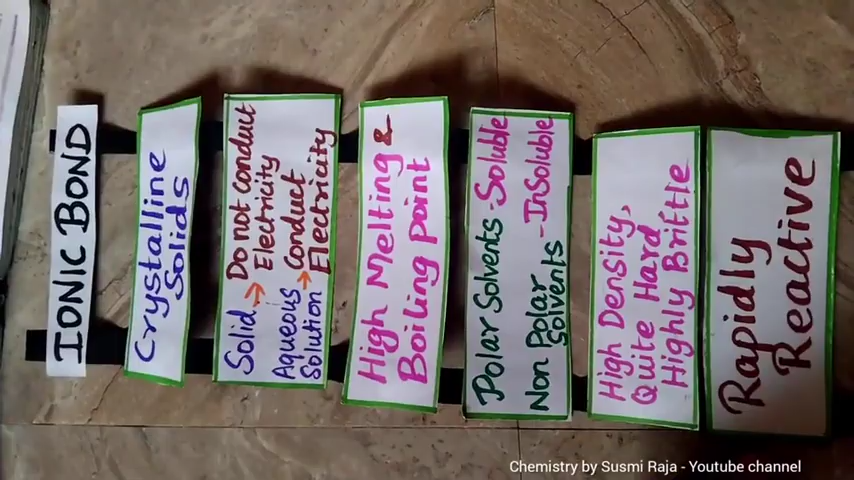 IONIC BOND
Crystalline
Solids
Solid → Do not conduct
Electricity
Aqueous → Conduct
Solution Electricity
High Melting &
Boiling point
Polar Solvents - Soluble
Non Polar - InSoluble
Solvents
High Density,
Quite Hard
Highly Brittle
Rapidly
Reactive
Chemistry by Susmi Raja - Youtube channel